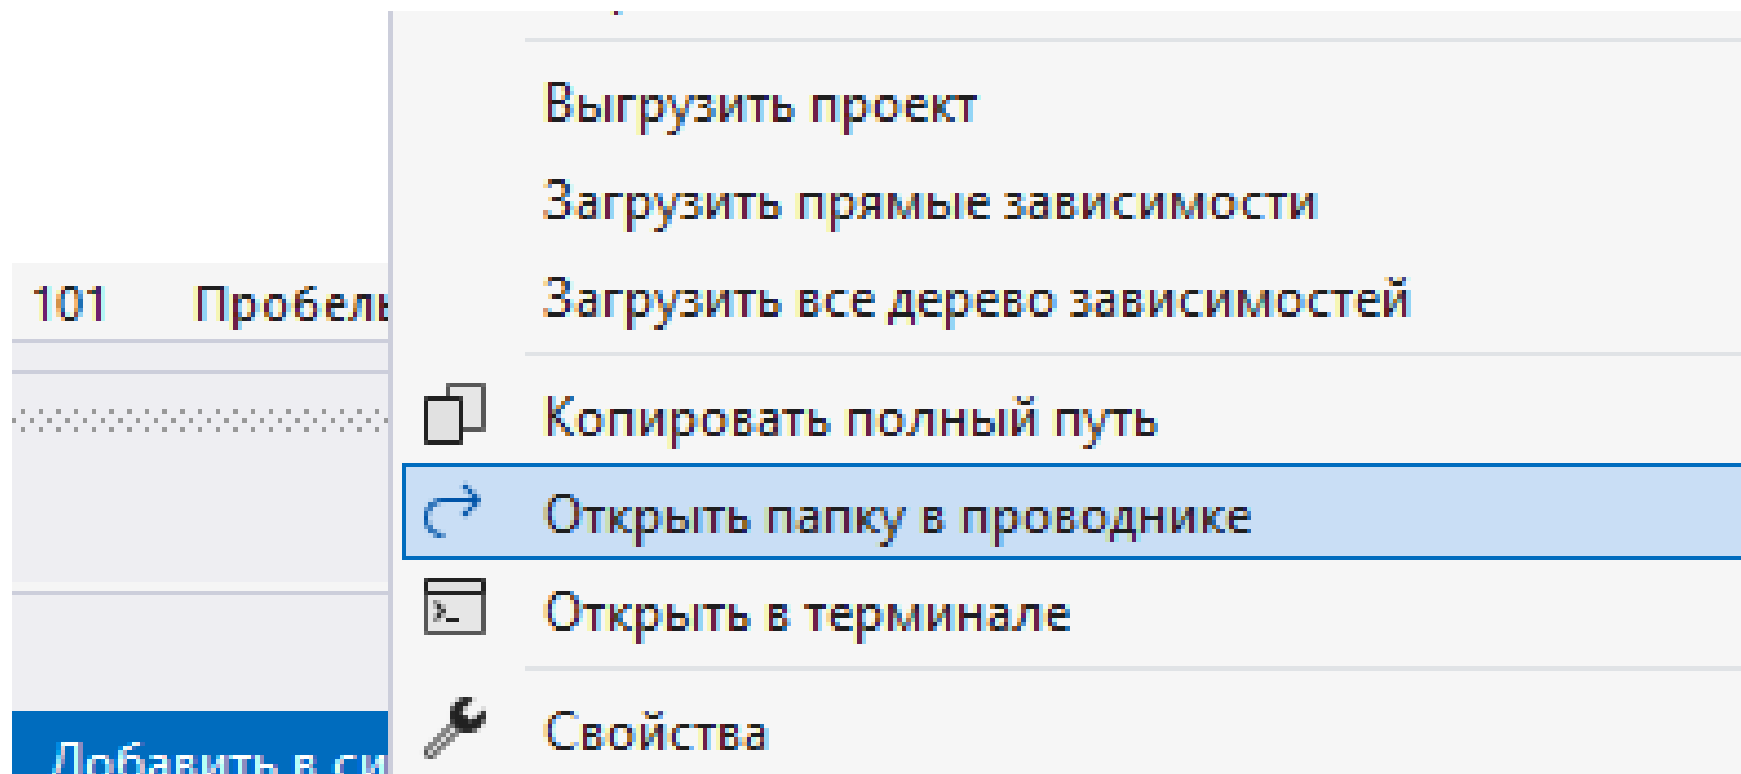 Выгрузить проект
Загрузить прямые зависимости
101 Загрузить все дерево зависимостей
Копировать полный путь
Открыть папку в проводнике
Открыть в терминале
Свойства
Добавить в